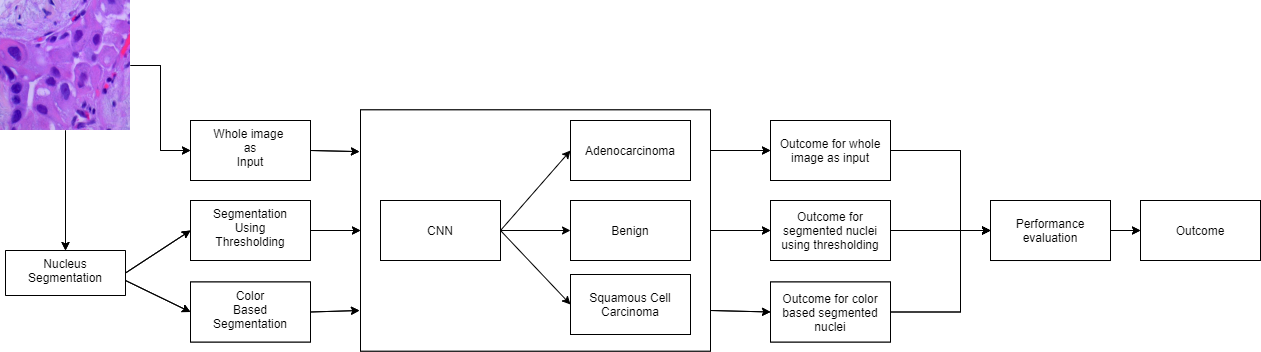 Whole image
as
Input
Segmentation
Using
Thresholding
Nucleus
Segmentation
Color
Based
Segmentation
CNN
Adenocarcinoma
Benign
Squamous Cell
Carcinoma
Outcome for whole
image as input
Outcome for
segmented nuclei
using thresholding
Outcome for color
based segmented
nuclei
Performance
evaluation
Outcome